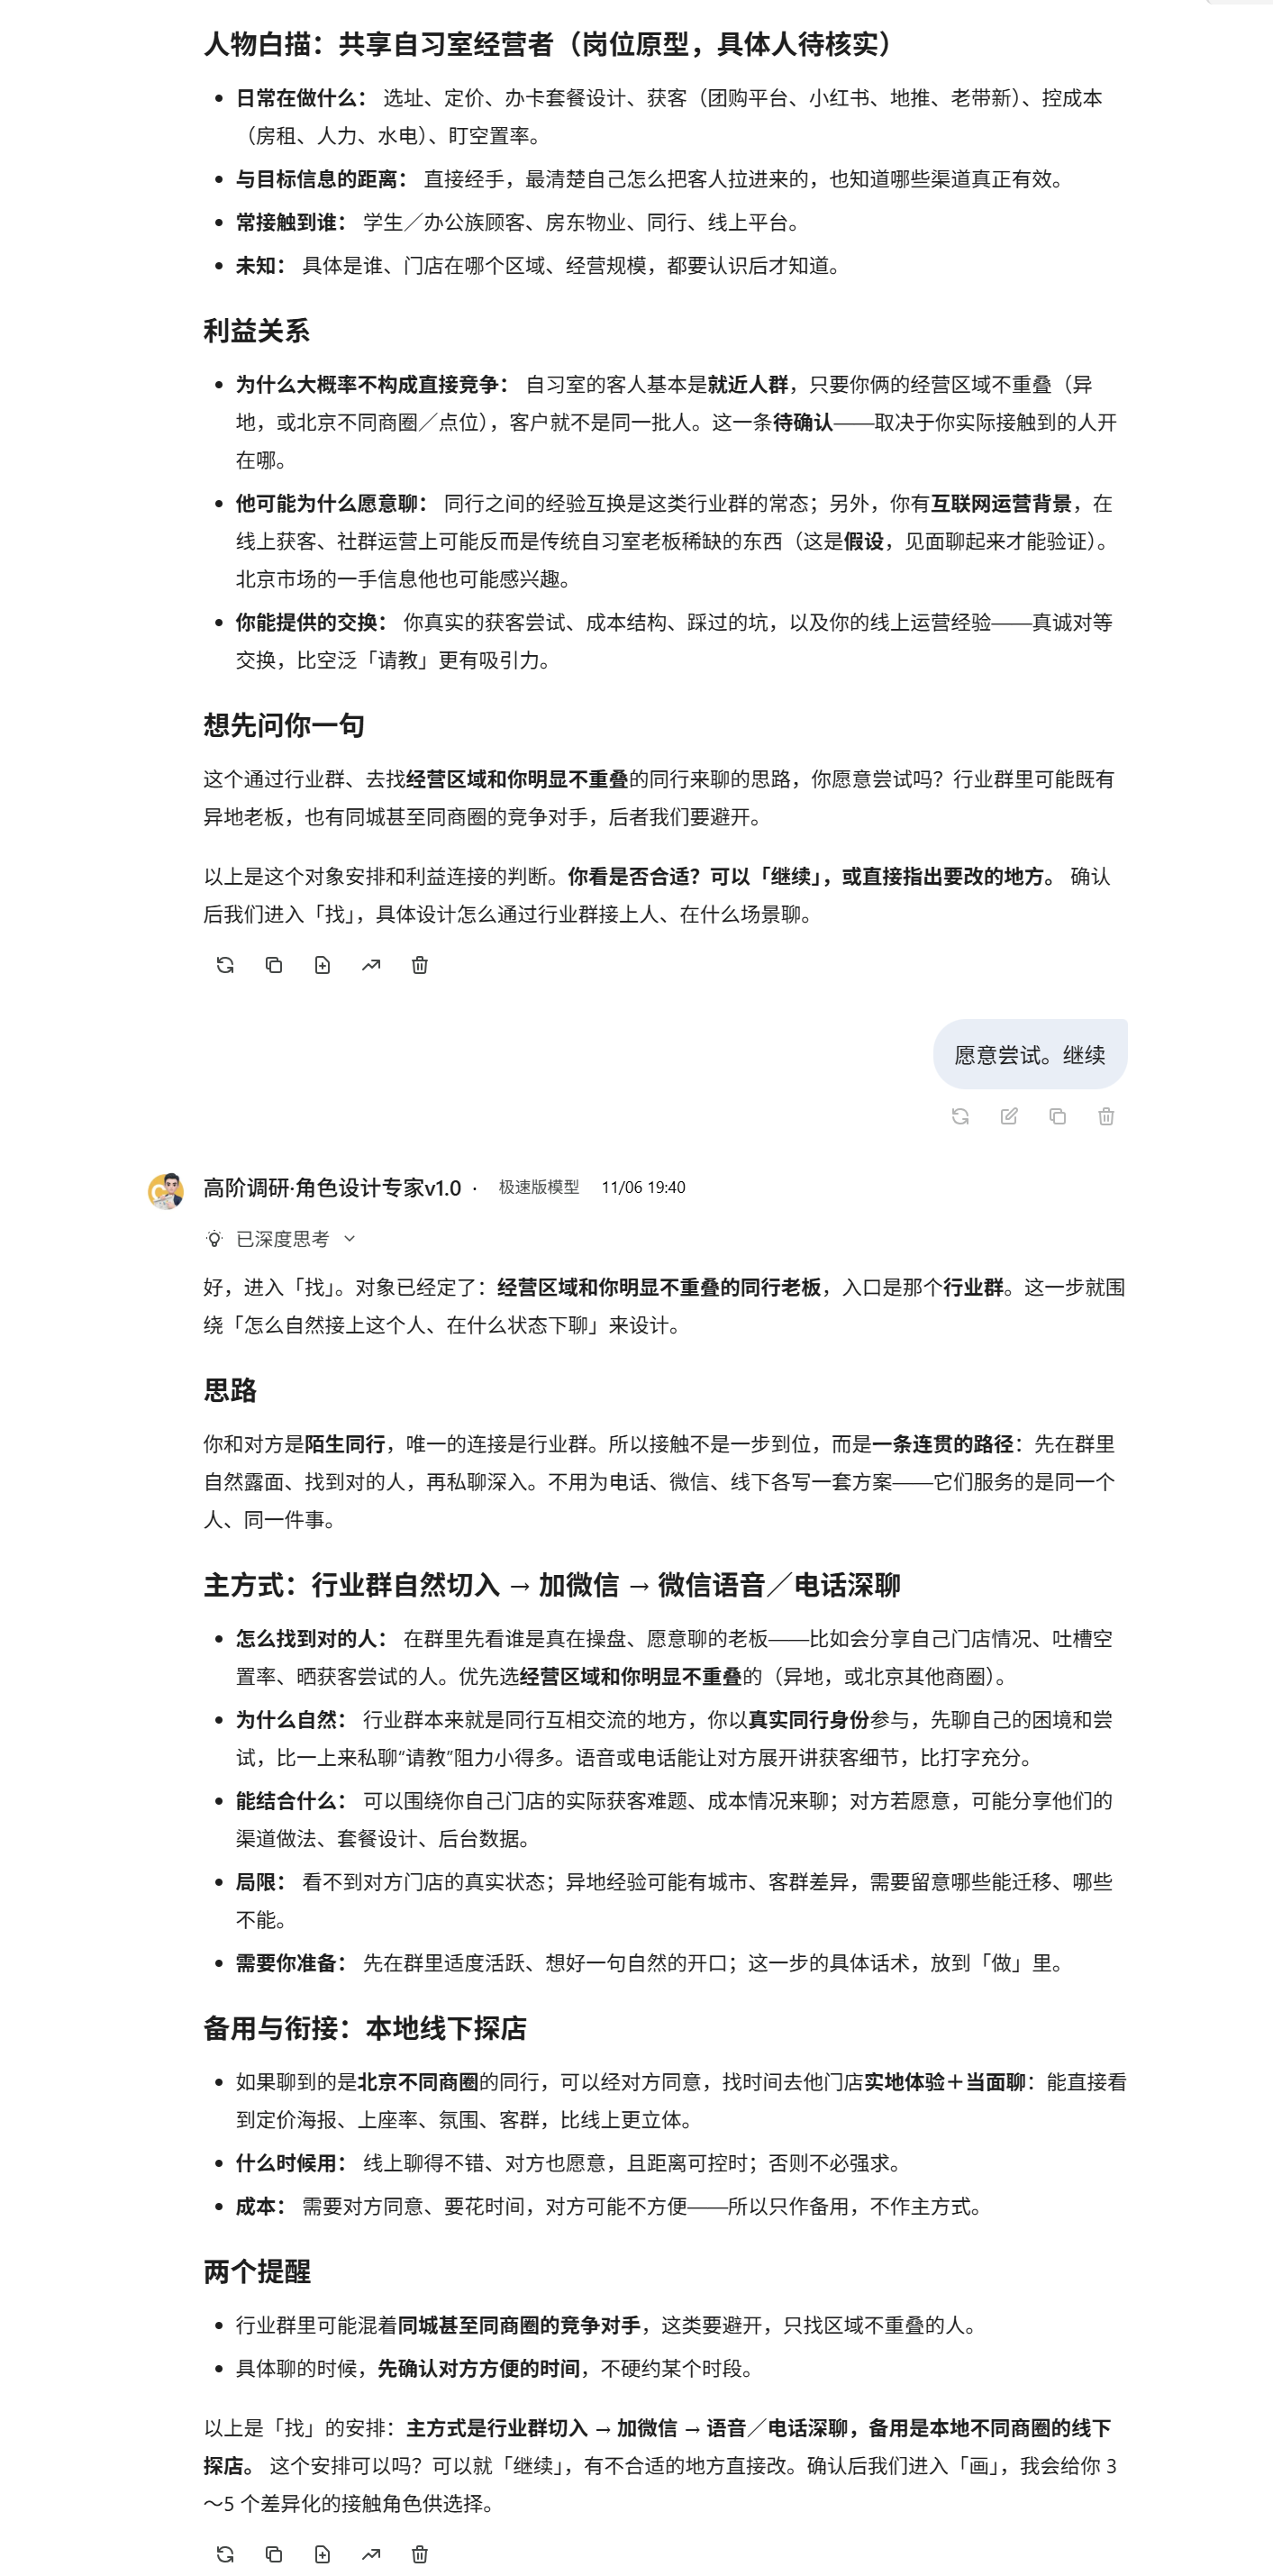 人物白描：共享自习室经营者（岗位原型，具体人待核实）
日常在做什么： 选址、定价、办卡套餐设计、获客（团购平台、小红书、地推、老带新）、控成本
（房租、人力、水电）、盯空置率。
与目标信息的距离： 直接经手，最清楚自己怎么把客人拉进来的，也知道哪些渠道真正有效。
常接触到谁： 学生／办公族顾客、房东物业、同行、线上平台。
未知： 具体是谁、门店在哪个区域、经营规模，都要认识后才知道。
利益关系
为什么大概率不构成直接竞争： 自习室的客人基本是就近人群，只要你俩的经营区域不重叠（异
地，或北京不同商圈／点位），客户就不是同一批人。这一条待确认——取决于你实际接触到的人开
在哪。
他可能为什么愿意聊： 同行之间的经验互换是这类行业群的常态；另外，你有互联网运营背景，在
线上获客、社群运营上可能反而是传统自习室老板稀缺的东西（这是假设，见面聊起来才能验证）。
北京市场的一手信息他也可能感兴趣。
你能提供的交换： 你真实的获客尝试、成本结构、踩过的坑，以及你的线上运营经验——真诚对等
交换，比空泛「请教」更有吸引力。
想先问你一句
这个通过行业群、去找经营区域和你明显不重叠的同行来聊的思路，你愿意尝试吗？行业群里可能既有
异地老板，也有同城甚至同商圈的竞争对手，后者我们要避开。
以上是这个对象安排和利益连接的判断。你看是否合适？可以「继续」，或直接指出要改的地方。 确认
后我们进入「找」，具体设计怎么通过行业群接上人、在什么场景聊。
愿意尝试。继续
高阶调研·角色设计专家v1.0 · 极速版模型 11/06 19:40
已深度思考
好，进入「找」。对象已经定了：经营区域和你明显不重叠的同行老板，入口是那个行业群。这一步就围
绕「怎么自然接上这个人、在什么状态下聊」来设计。
思路
你和对方是陌生同行，唯一的连接是行业群。所以接触不是一步到位，而是一条连贯的路径：先在群里
自然露面、找到对的人，再私聊深入。不用为电话、微信、线下各写一套方案——它们服务的是同一个
人、同一件事。
主方式：行业群自然切入 → 加微信 → 微信语音／电话深聊
怎么找到对的人： 在群里先看谁是真在操盘、愿意聊的老板——比如会分享自己门店情况、吐槽空
置率、晒获客尝试的人。优先选经营区域和你明显不重叠的（异地，或北京其他商圈）。
为什么自然： 行业群本来就是同行互相交流的地方，你以真实同行身份参与，先聊自己的困境和尝
试，比一上来私聊“请教”阻力小得多。语音或电话能让对方展开讲获客细节，比打字充分。
能结合什么： 可以围绕你自己门店的实际获客难题、成本情况来聊；对方若愿意，可能分享他们的
渠道做法、套餐设计、后台数据。
局限： 看不到对方门店的真实状态；异地经验可能有城市、客群差异，需要留意哪些能迁移、哪些
不能。
需要你准备： 先在群里适度活跃、想好一句自然的开口；这一步的具体话术，放到「做」里。
备用与衔接：本地线下探店
如果聊到的是北京不同商圈的同行，可以经对方同意，找时间去他门店实地体验＋当面聊：能直接看
到定价海报、上座率、氛围、客群，比线上更立体。
什么时候用： 线上聊得不错、对方也愿意，且距离可控时；否则不必强求。
成本： 需要对方同意、要花时间，对方可能不方便——所以只作备用，不作主方式。
两个提醒
行业群里可能混着同城甚至同商圈的竞争对手，这类要避开，只找区域不重叠的人。
具体聊的时候，先确认对方方便的时间，不硬约某个时段。
以上是「找」的安排：主方式是行业群切入 → 加微信 → 语音／电话深聊，备用是本地不同商圈的线下
探店。 这个安排可以吗？可以就「继续」，有不合适的地方直接改。确认后我们进入「画」，我会给你 3
～5 个差异化的接触角色供选择。